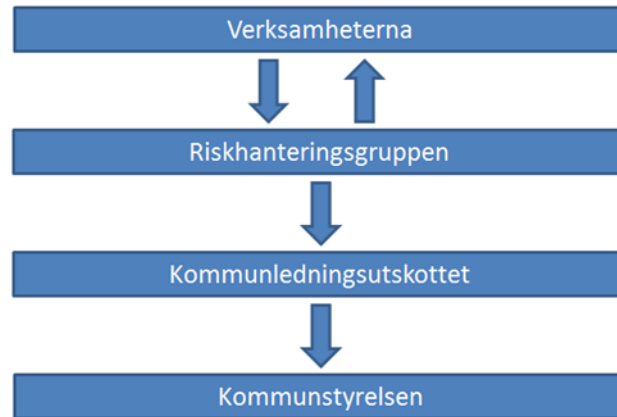 Verksamheterna
Riskhanteringsgruppen
Kommunledningsutskottet
Kommunstyrelsen